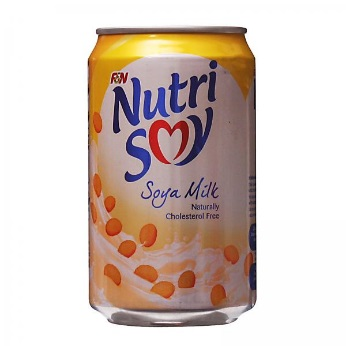 F&N
Nutri
Soy
Soya Milk
Naturally
Cholesterol Free